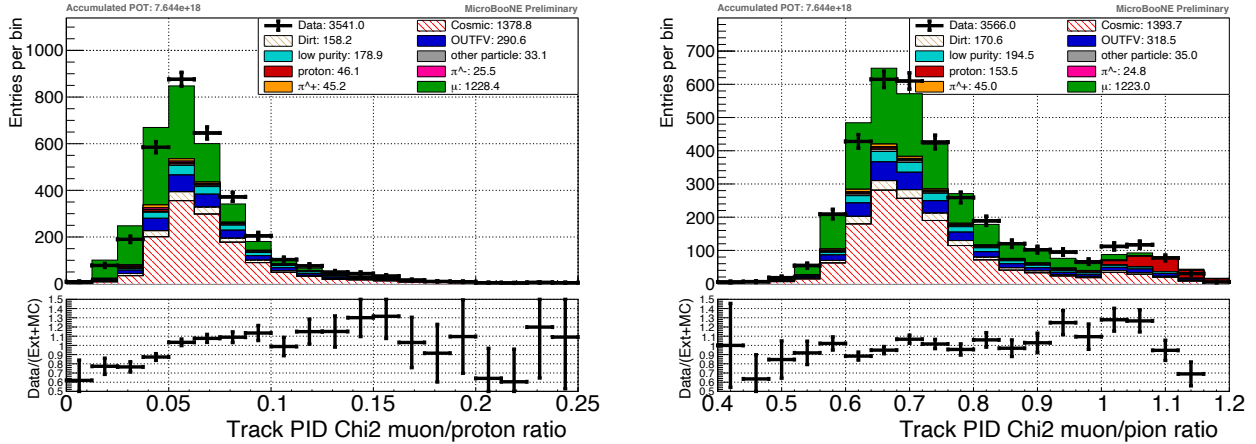 Accumulated POT: 7.644e+18
MicroBooNE Preliminary
Data: 3541.0
Cosmic: 1378.8
Dirt: 158.2
OUTFV: 290.6
low purity: 178.9
other particle: 33.1
proton: 46.1
π^-: 25.5
π^+: 45.2
μ: 1228.4
Entries per bin
1000
800
600
400
200
0
Data/(Ext+MC)
1.5
1.4
1.3
1.2
1.1
1
0.9
0.8
0.7
0.6
0.5
0 0.05 0.1 0.15 0.2 0.25
Track PID Chi2 muon/proton ratio
Accumulated POT: 7.644e+18
MicroBooNE Preliminary
Data: 3566.0
Cosmic: 1393.7
Dirt: 170.6
OUTFV: 318.5
low purity: 194.5
other particle: 35.0
proton: 153.5
π^-: 24.8
π^+: 45.0
μ: 1223.0
Entries per bin
700
600
500
400
300
200
100
0
Data/(Ext+MC)
1.5
1.4
1.3
1.2
1.1
1
0.9
0.8
0.7
0.6
0.5
0.4 0.5 0.6 0.7 0.8 0.9 1 1.1 1.2
Track PID Chi2 muon/pion ratio